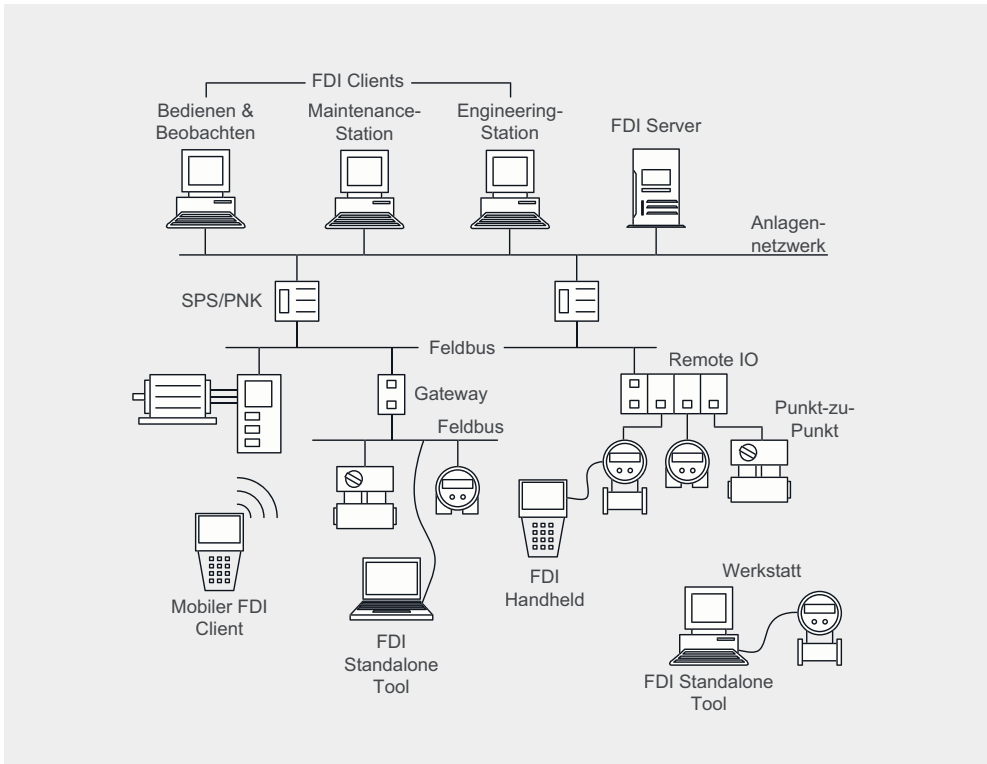 FDI Clients
Bedienen &
Beobachten
Maintenance-
Station
Engineering-
Station
FDI Server
Anlagen-
netzwerk
SPS/PNK
Feldbus
Remote IO
Gateway
Punkt-zu-
Punkt
Feldbus
Mobiler FDI
Client
FDI
Standalone
Tool
FDI
Handheld
Werkstatt
FDI Standalone
Tool